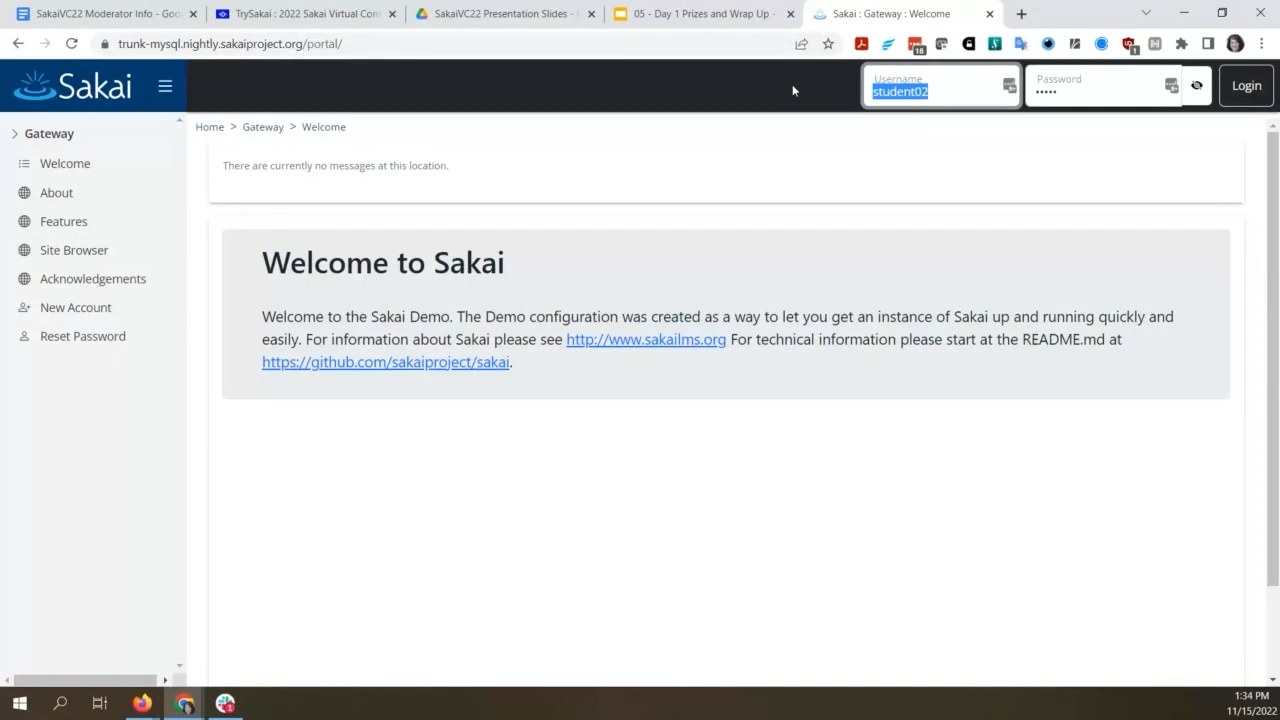 SakaiVC22 Moderator Info - Goo
TrySakai : 2022 Sakai Virtual Con
SakaiVC22 Presentation Slides -
05 - Day 1 Prizes and Wrap Up -
Sakai : Gateway : Welcome
trunk-mysql.nightly.sakaiproject.org/portal/
18
1
Sakai
Username
student02
Password
•••••
Login
Gateway
Welcome
About
Features
Site Browser
Acknowledgements
New Account
Reset Password
Home > Gateway > Welcome
There are currently no messages at this location.
Welcome to Sakai
Welcome to the Sakai Demo. The Demo configuration was created as a way to let you get an instance of Sakai up and running quickly and
easily. For information about Sakai please see http://www.sakailms.org For technical information please start at the README.md at
https://github.com/sakaiproject/sakai.
1
1:34 PM
11/15/2022